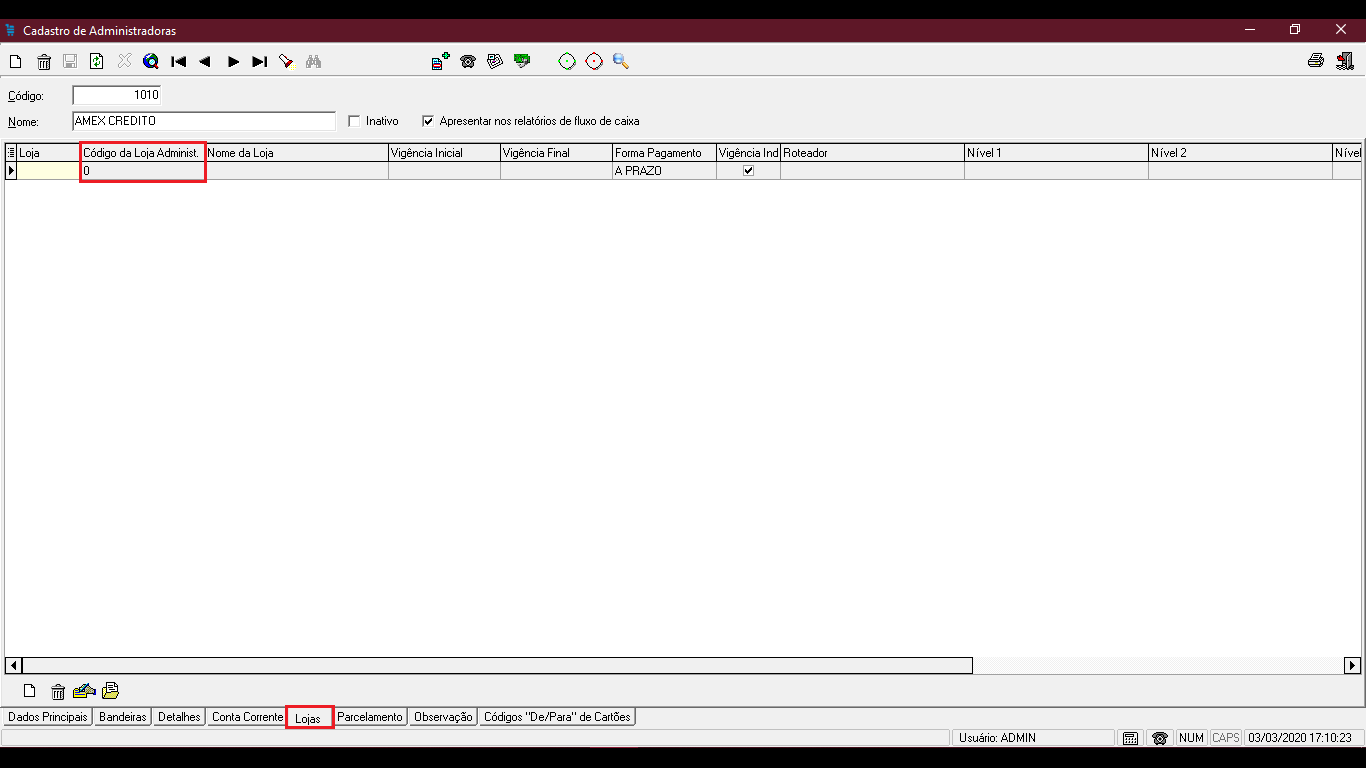 Cadastro de Administradoras
Código: 1010
Nome: AMEX CREDITO Inativo Apresentar nos relatórios de fluxo de caixa
Loja Código da Loja Administ. Nome da Loja Vigência Inicial Vigência Final Forma Pagamento Vigência Ind Roteador Nível 1 Nível 2 Nível
0 A PRAZO
Dados Principais Bandeiras Detalhes Conta Corrente Lojas Parcelamento Observação Códigos "De/Para" de Cartões
Usuário: ADMIN NUM CAPS 03/03/2020 17:10:23